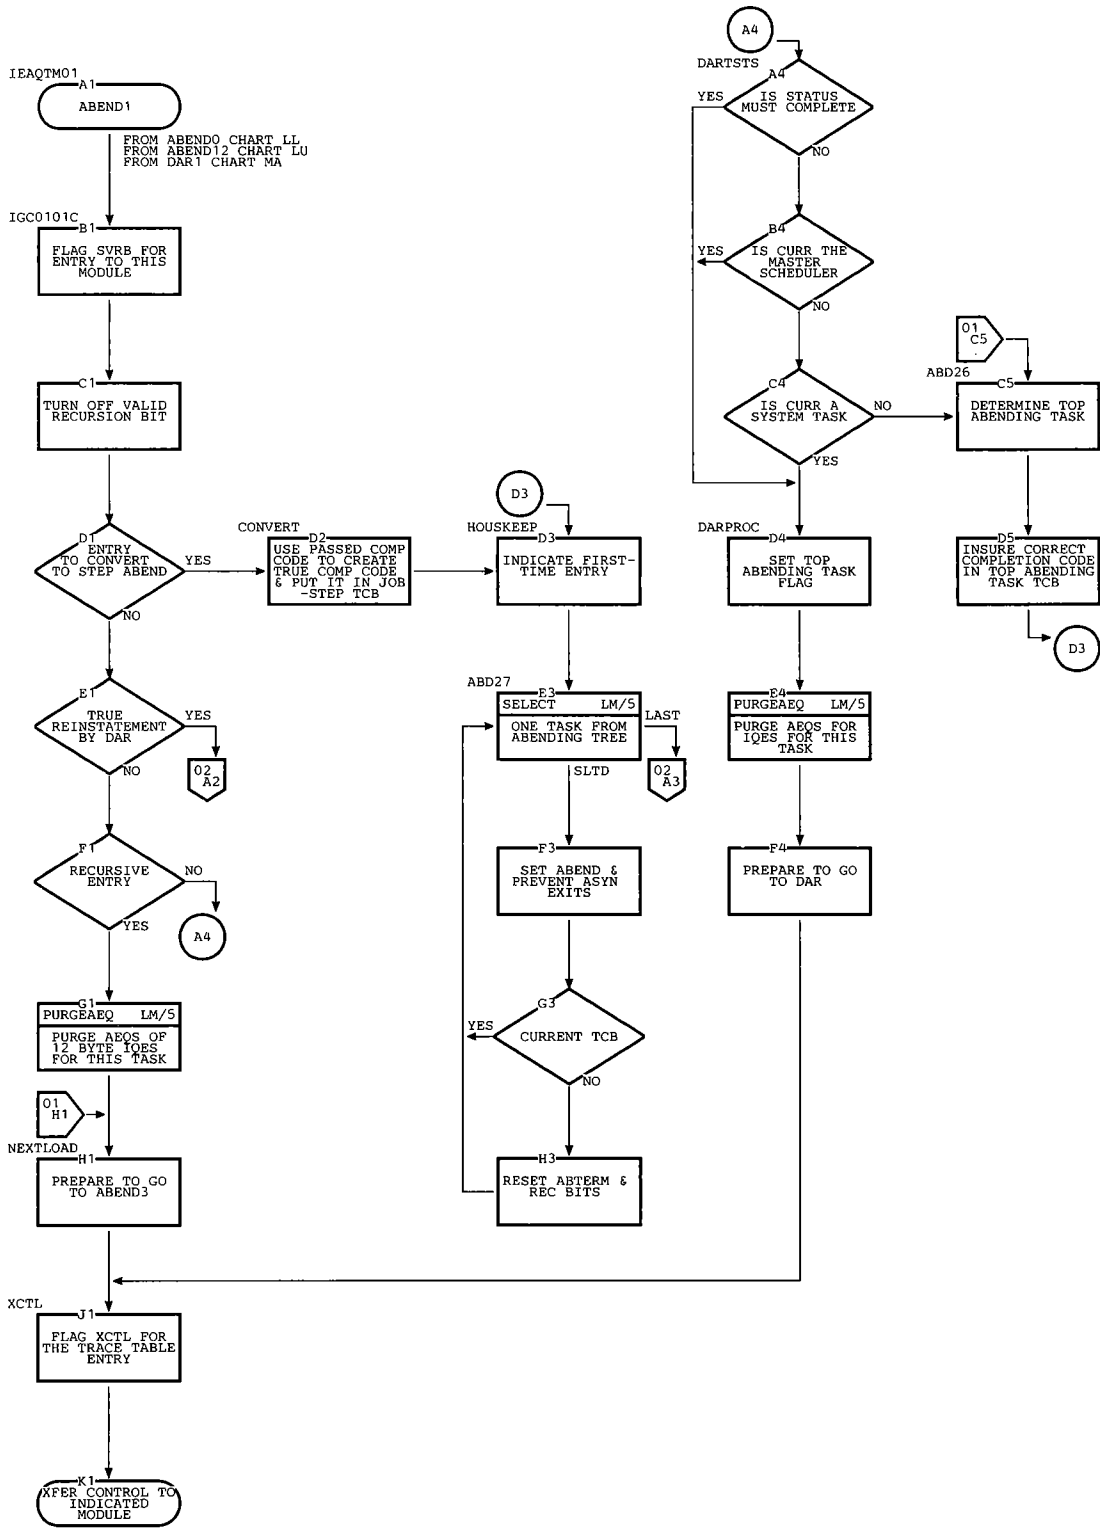 IEAQTM01
A1
ABEND1
FROM ABEND0 CHART LL
FROM ABEND12 CHART LU
FROM DAR1 CHART MA
IGC0101C
B1
FLAG SVRB FOR
ENTRY TO THIS
MODULE
C1
TURN OFF VALID
RECURSION BIT
D1
ENTRY
TO CONVERT
TO STEP ABEND
YES
NO
CONVERT
D2
USE PASSED COMP
CODE TO CREATE
TRUE COMP CODE
& PUT IT IN JOB
-STEP TCB
E1
TRUE
REINSTATEMENT
BY DAR
YES
NO
02
A2
F1
RECURSIVE
ENTRY
NO
YES
A4
G1
PURGEAEQ LM/5
PURGE AEQS OF
12 BYTE IQES
FOR THIS TASK
01
H1
NEXTLOAD
H1
PREPARE TO GO
TO ABEND3
XCTL
J1
FLAG XCTL FOR
THE TRACE TABLE
ENTRY
K1
XFER CONTROL TO
INDICATED
MODULE
D3
HOUSKEEP
D3
INDICATE FIRST-
TIME ENTRY
ABD27
E3
SELECT LM/5
ONE TASK FROM
ABENDING TREE
LAST
02
A3
SLTD
F3
SET ABEND &
PREVENT ASYN
EXITS
G3
CURRENT TCB
YES
NO
H3
RESET ABTERM &
REC BITS
A4
DARTSTS
A4
IS STATUS
MUST COMPLETE
YES
NO
B4
IS CURR THE
MASTER
SCHEDULER
YES
NO
C4
IS CURR A
SYSTEM TASK
NO
YES
DARPROC
D4
SET TOP
ABENDING TASK
FLAG
E4
PURGEAEQ LM/5
PURGE AEQS FOR
IQES FOR THIS
TASK
F4
PREPARE TO GO
TO DAR
01
C5
ABD26
C5
DETERMINE TOP
ABENDING TASK
D5
INSURE CORRECT
COMPLETION CODE
IN TOP ABENDING
TASK TCB
D3